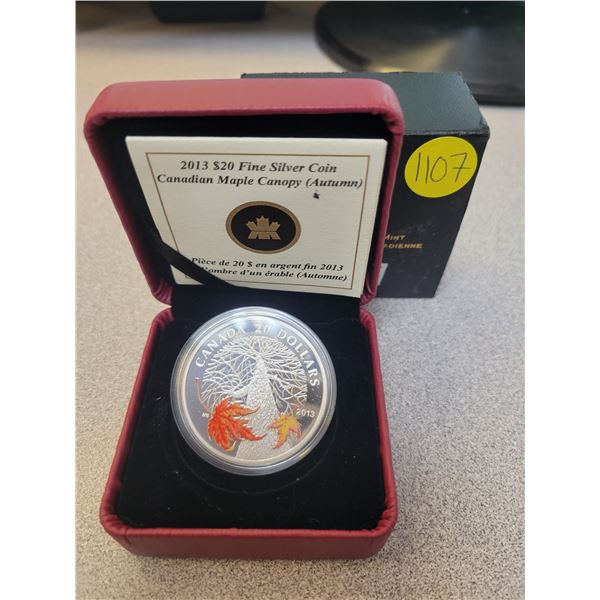 2013 $20 Fine Silver Coin
Canadian Maple Canopy (Autumn)
Pièce de 20 $ en argent fin 2013
d'un érable (Automne)
1107
MINT
CANADA 20 DOLLARS
2013